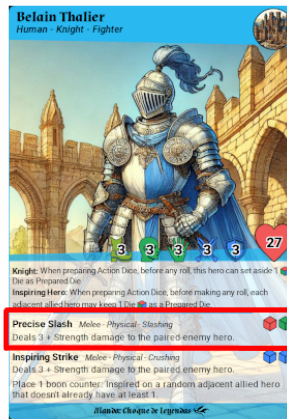 Belain Thalier
Human - Knight - Fighter
3 3 3 3 3
27
Knight: When preparing Action Dice, before any roll, this hero can set aside 1
Die as Prepared Die
Inspiring Hero: When preparing Action Dice, before making any roll, each
adjacent allied hero may keep 1 Die as a Prepared Die
Precise Slash Melee - Physical - Slashing
Deals 3 + Strength damage to the paired enemy hero.
Inspiring Strike Melee - Physical - Crushing
Deals 3 + Strength damage to the paired enemy hero.
Place 1 boon counter: Inspired on a random adjacent allied hero
that doesn't already have at least 1.
Alandar Choque de leyendas